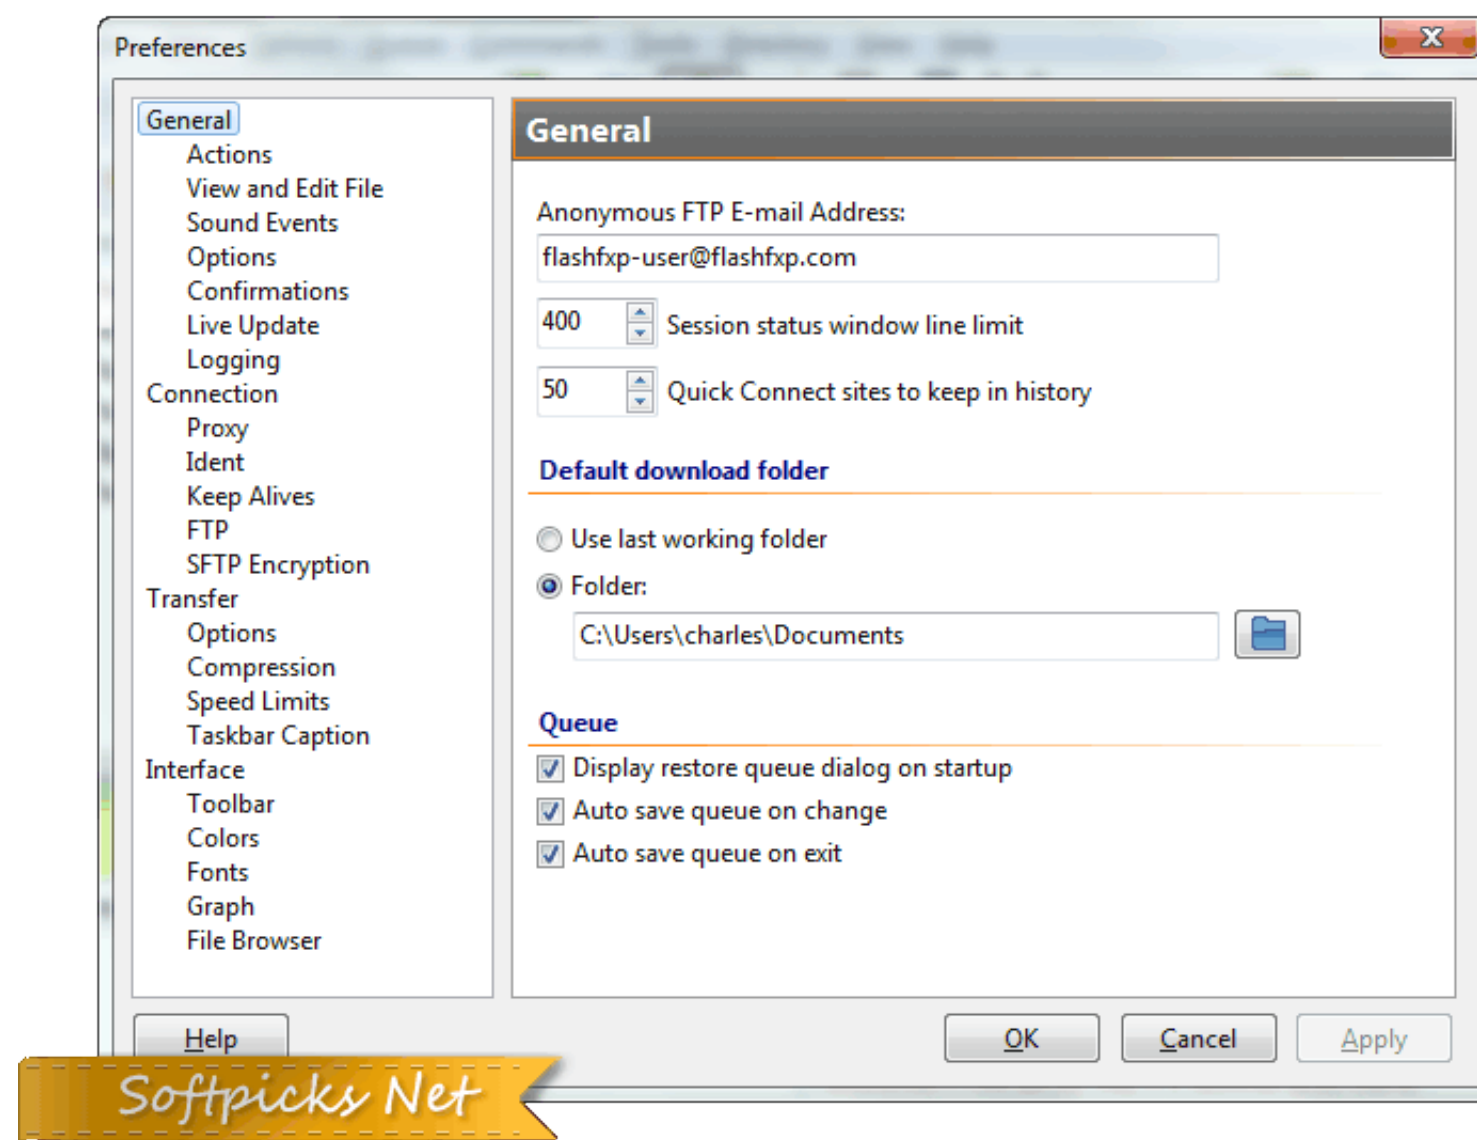 Preferences
General
Actions
View and Edit File
Sound Events
Options
Confirmations
Live Update
Logging
Connection
Proxy
Ident
Keep Alives
FTP
SFTP Encryption
Transfer
Options
Compression
Speed Limits
Taskbar Caption
Interface
Toolbar
Colors
Fonts
Graph
File Browser
General
Anonymous FTP E-mail Address:
flashfxp-user@flashfxp.com
400 Session status window line limit
50 Quick Connect sites to keep in history
Default download folder
Use last working folder
Folder:
C:\Users\charles\Documents
Queue
Display restore queue dialog on startup
Auto save queue on change
Auto save queue on exit
Help
OK
Cancel
Apply
Softpicks Net